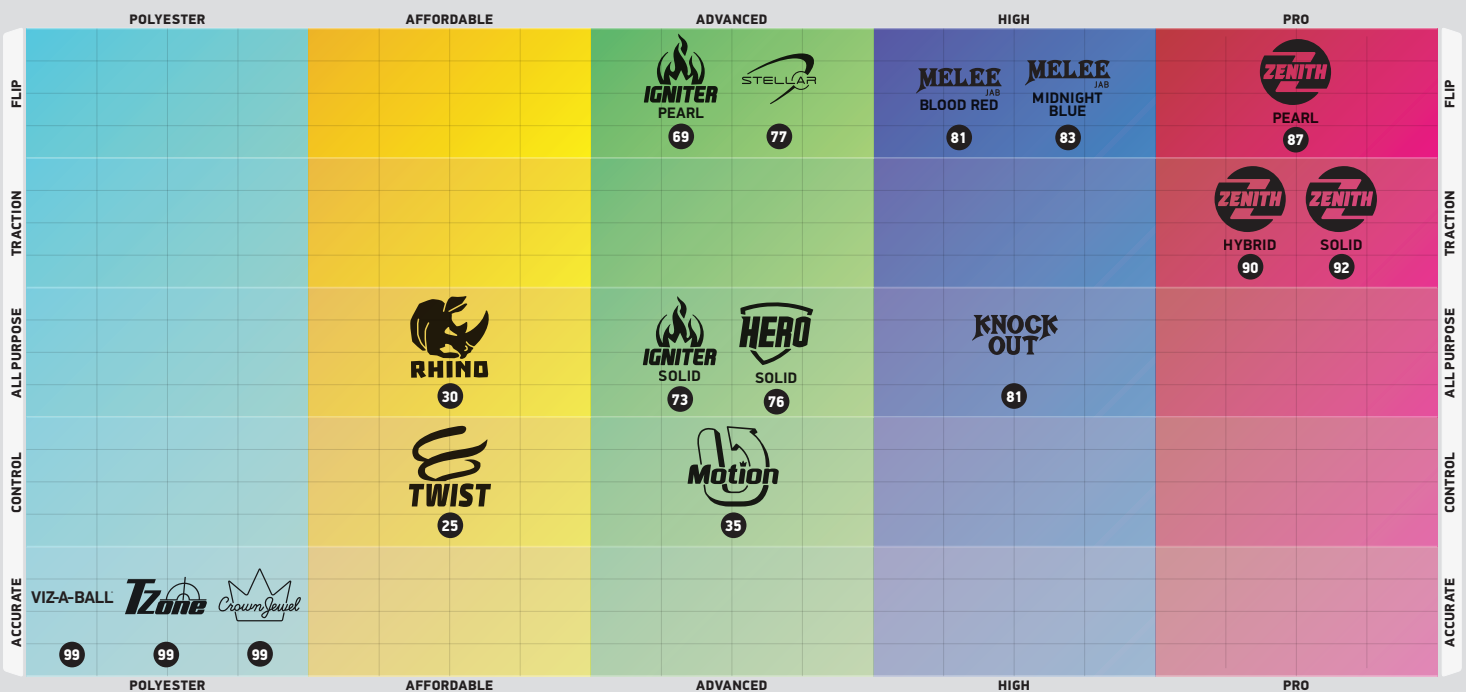 POLYESTER
AFFORDABLE
ADVANCED
HIGH
PRO
FLIP
IGNITER
PEARL
69
STELLAR
77
MELEE
JAB
BLOOD RED
81
MELEE
JAB
MIDNIGHT
BLUE
83
ZENITH
PEARL
87
FLIP
TRACTION
ZENITH
HYBRID
90
ZENITH
SOLID
92
TRACTION
ALL PURPOSE
RHINO
30
IGNITER
SOLID
73
HERO
SOLID
76
KNOCK
OUT
81
ALL PURPOSE
CONTROL
TWIST
25
Motion
35
CONTROL
ACCURATE
VIZ-A-BALL
99
TZone
99
Crown Jewel
99
ACCURATE
POLYESTER
AFFORDABLE
ADVANCED
HIGH
PRO